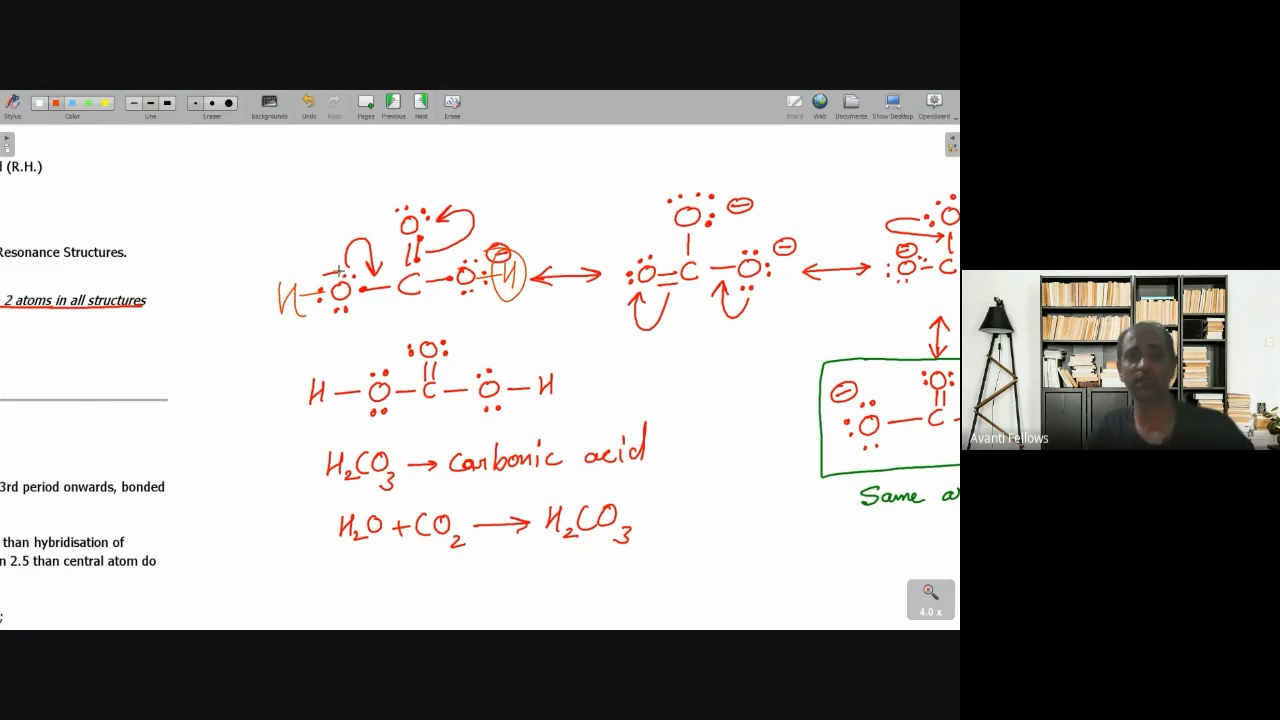 Stylus Color Line Eraser Backgrounds Undo Redo Pages Previous Next Erase Board Web Documents Show Desktop OpenBoard
(R.H.)
Resonance Structures.
2 atoms in all structures
3rd period onwards, bonded
than hybridisation of
2.5 than central atom do
O O ⊖ O
H–O–C–O–H ⟷ O=C–O ⊖ ⟷ ⊖ O–C
O ⊖ O
H–O–C–O–H O–C
H₂CO₃ → carbonic acid
Same
H₂O + CO₂ → H₂CO₃
4.0 x
Avanti Fellows